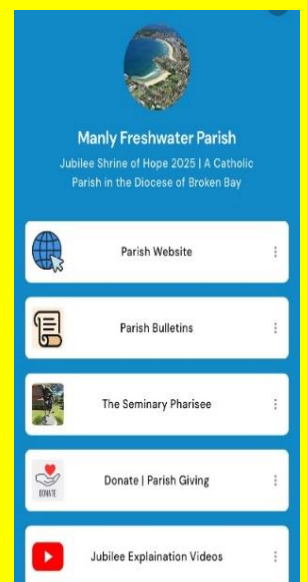 Manly Freshwater Parish
Jubilee Shrine of Hope 2025 | A Catholic
Parish in the Diocese of Broken Bay
Parish Website
Parish Bulletins
The Seminary Pharisee
DONATE
Donate | Parish Giving
Jubilee Explaination Videos